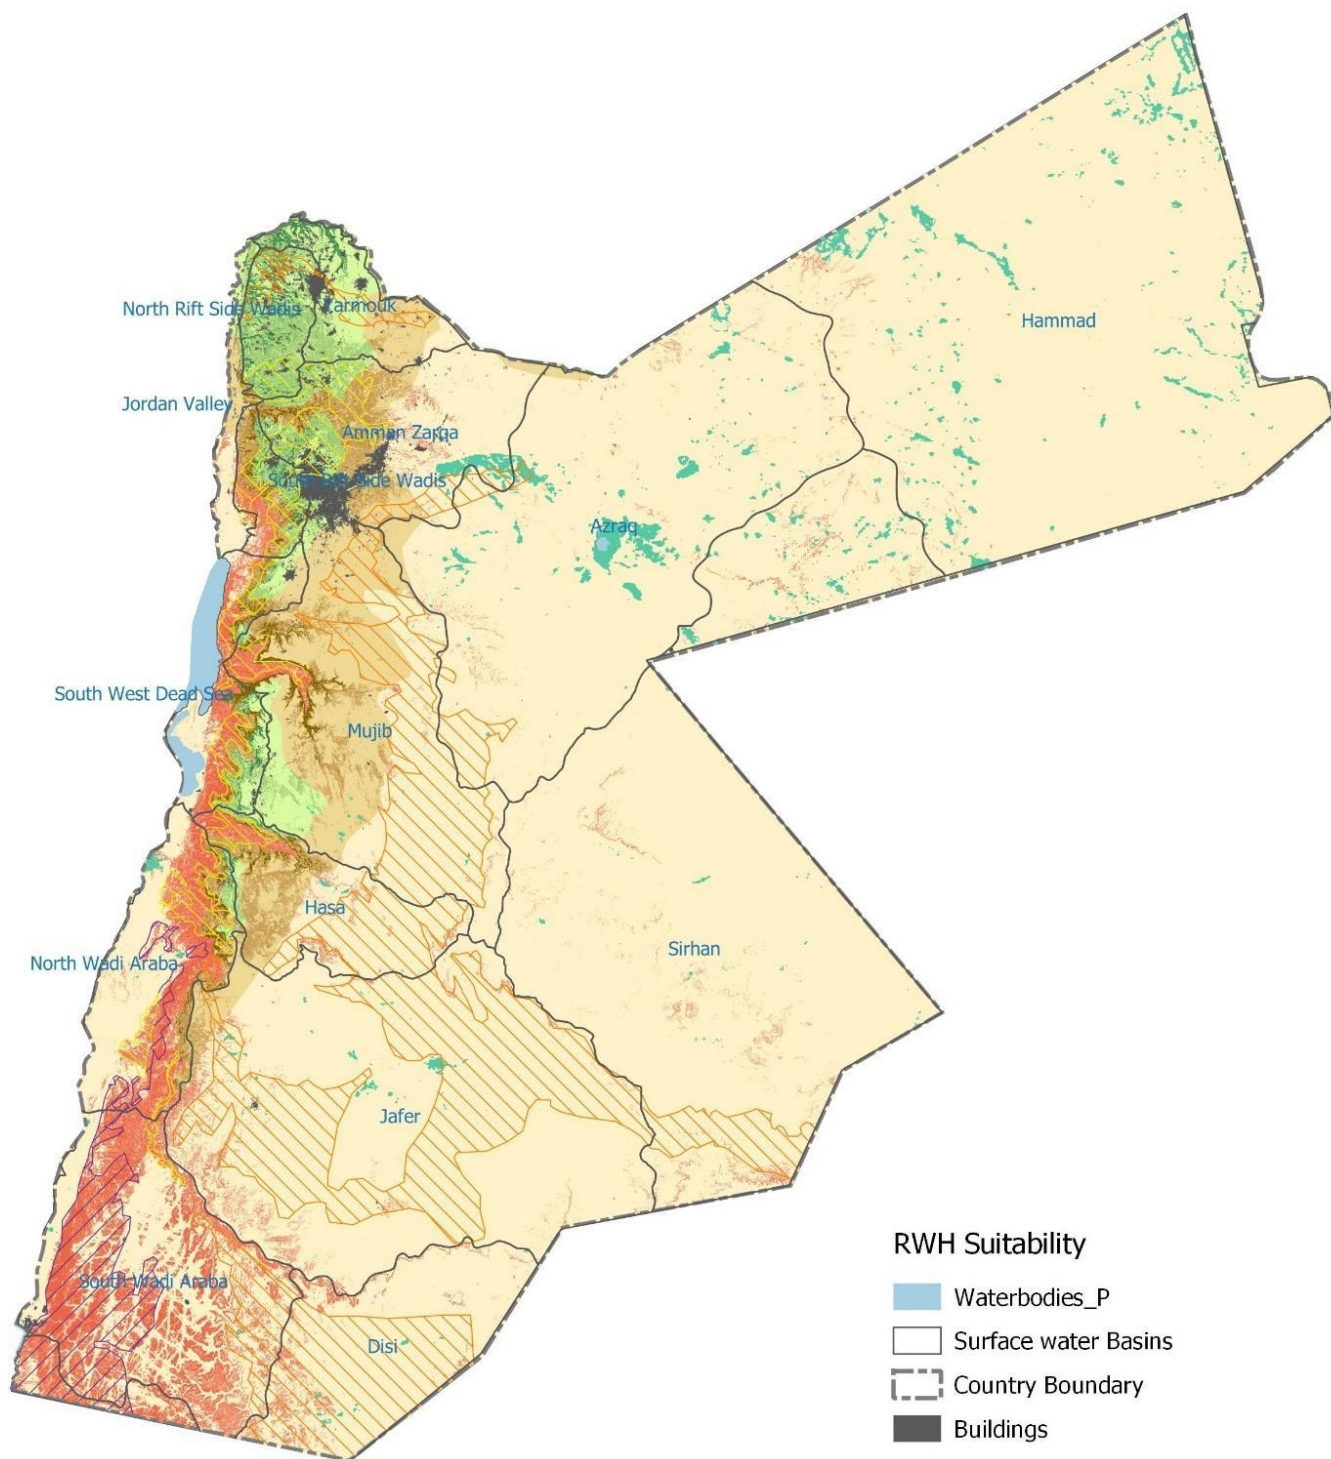 Hammad
North Rift Side Wadis
Yarmouk
Jordan Valley
Amman Zarqa
South Rift Side Wadis
Azraq
South West Dead Sea
Mujib
Hasa
Sirhan
North Wadi Araba
Jafer
South Wadi Araba
Disi
RWH Suitability
Waterbodies_P
Surface water Basins
Country Boundary
Buildings